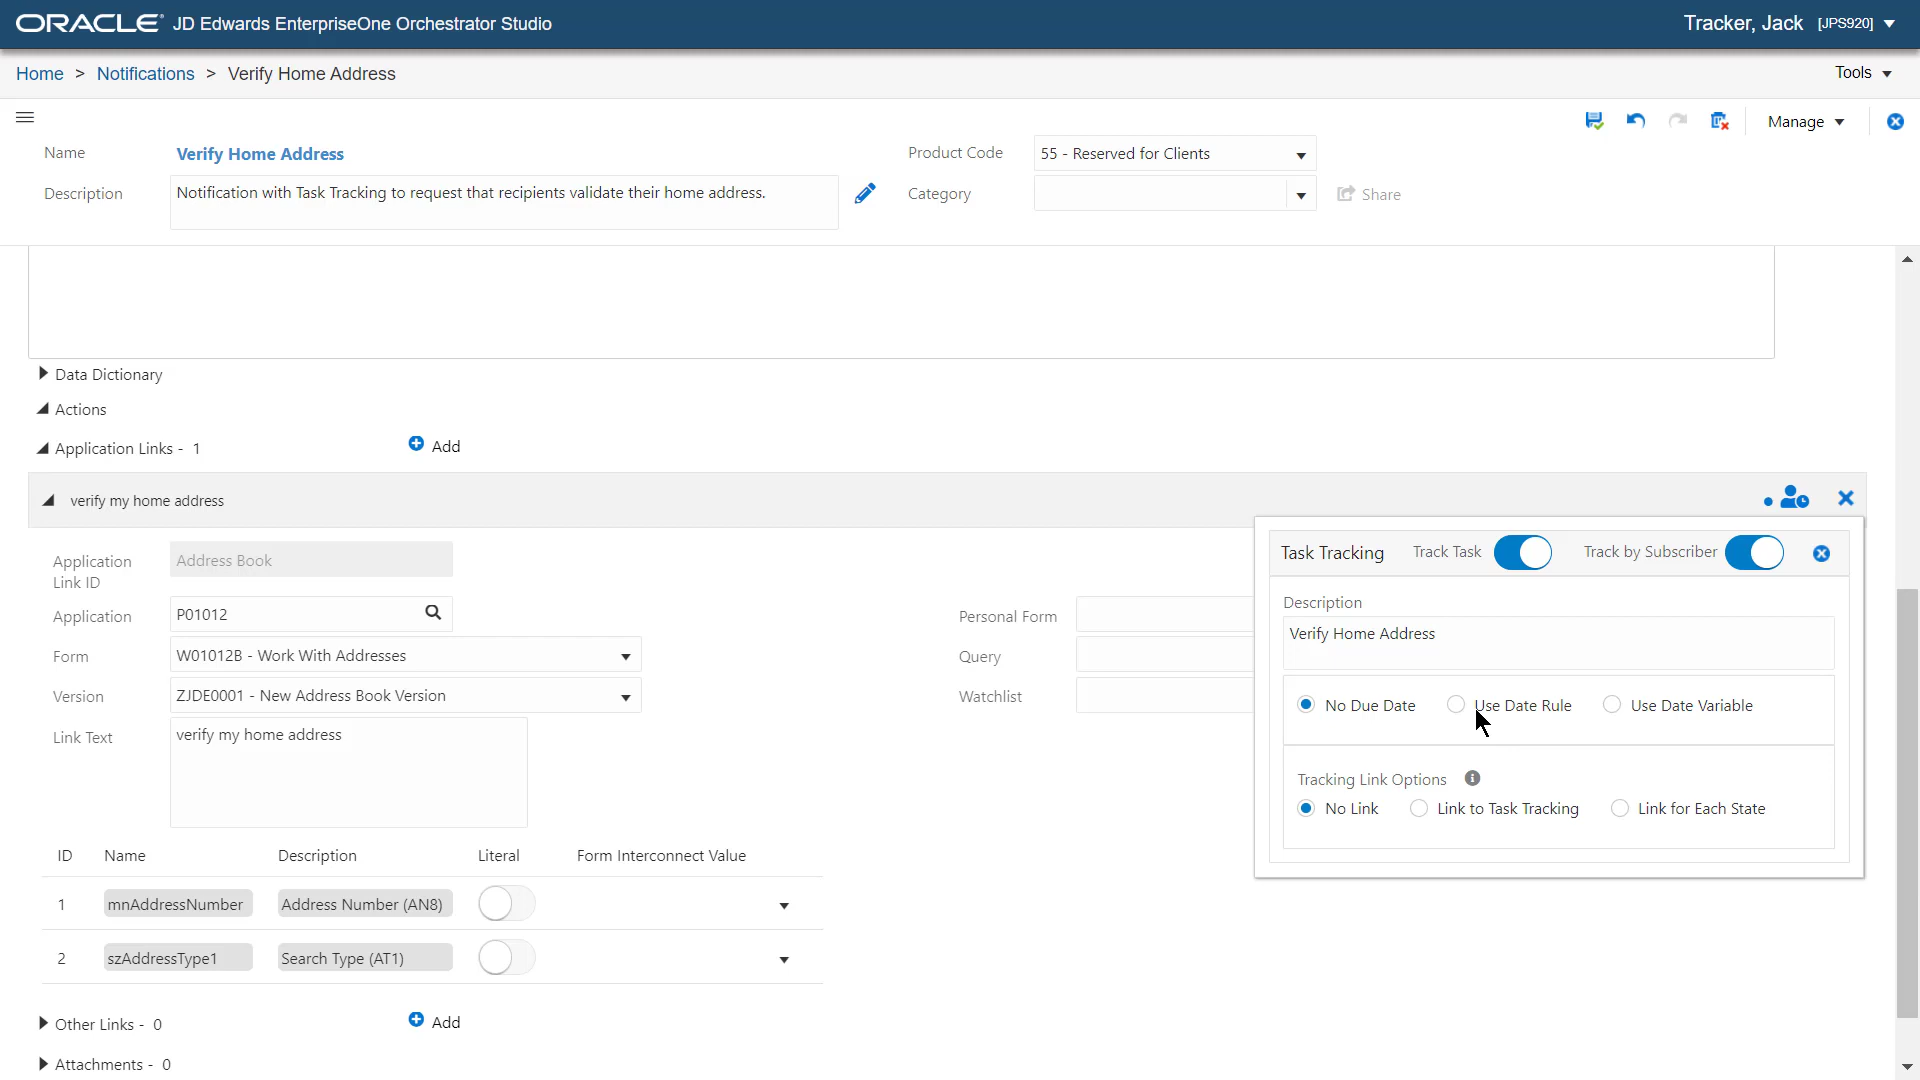 ORACLE® JD Edwards EnterpriseOne Orchestrator Studio
Tracker, Jack [JPS920]
Home > Notifications > Verify Home Address
Tools
Manage
Name
Verify Home Address
Product Code
55 - Reserved for Clients
Description
Notification with Task Tracking to request that recipients validate their home address.
Category
Share
Data Dictionary
Actions
Application Links - 1
Add
verify my home address
Application Link ID
Address Book
Application
P01012
Form
W01012B - Work With Addresses
Version
ZJDE0001 - New Address Book Version
Link Text
verify my home address
Personal Form
Query
Watchlist
Task Tracking
Track Task
Track by Subscriber
Description
Verify Home Address
No Due Date
Use Date Rule
Use Date Variable
Tracking Link Options
No Link
Link to Task Tracking
Link for Each State
ID Name Description Literal Form Interconnect Value
1 mnAddressNumber Address Number (AN8)
2 szAddressType1 Search Type (AT1)
Other Links - 0
Add
Attachments - 0